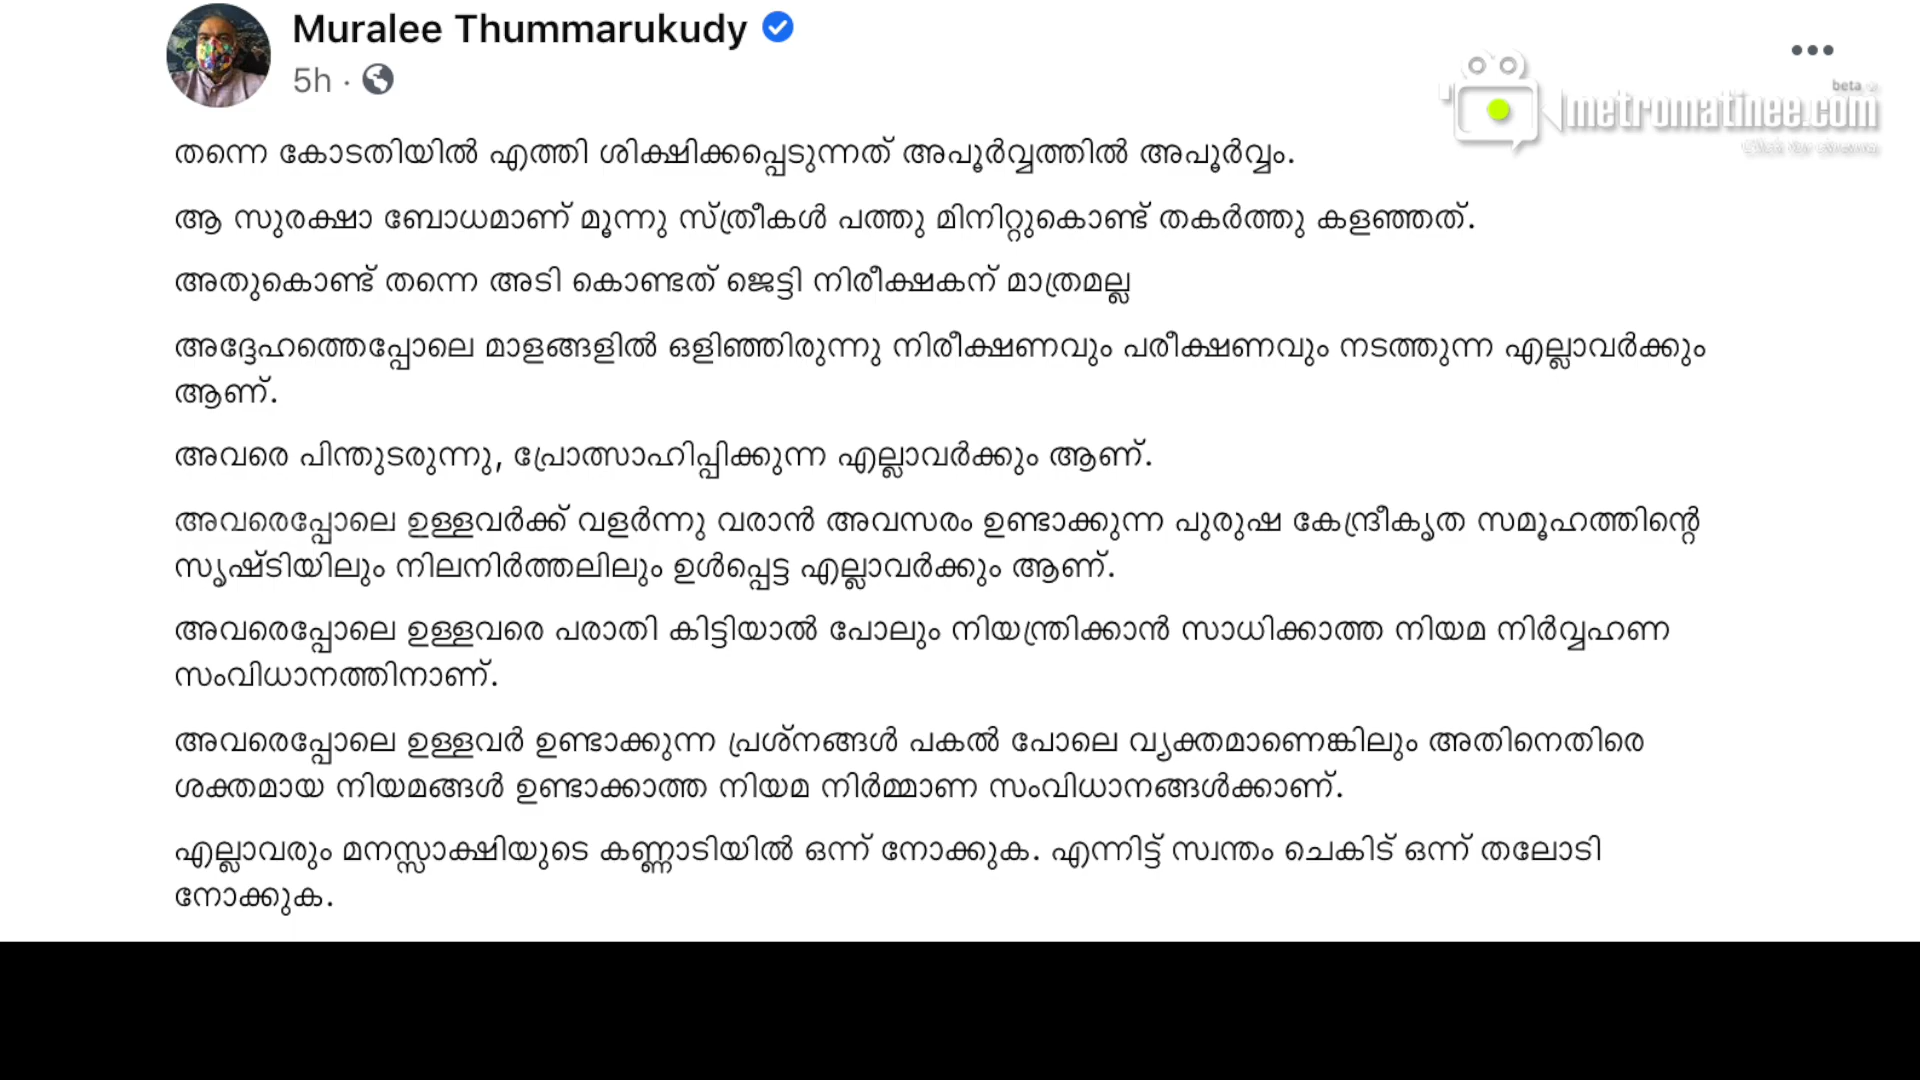 Muralee Thummarukudy
5h ·
beta
metromatinee.com
തന്നെ കോടതിയിൽ എത്തി ശിക്ഷിക്കപ്പെടുന്നത് അപൂർവ്വത്തിൽ അപൂർവ്വം.
ആ സുരക്ഷാ ബോധമാണ് മൂന്നു സ്ത്രീകൾ പത്തു മിനിറ്റുകൊണ്ട് തകർത്തു കളഞ്ഞത്.
അതുകൊണ്ട് തന്നെ അടി കൊണ്ടത് ജെട്ടി നിരീക്ഷകന് മാത്രമല്ല
അദ്ദേഹത്തെപ്പോലെ മാളങ്ങളിൽ ഒളിഞ്ഞിരുന്നു നിരീക്ഷണവും പരീക്ഷണവും നടത്തുന്ന എല്ലാവർക്കും
ആണ്.
അവരെ പിന്തുടരുന്നു, പ്രോത്സാഹിപ്പിക്കുന്ന എല്ലാവർക്കും ആണ്.
അവരെപ്പോലെ ഉള്ളവർക്ക് വളർന്നു വരാൻ അവസരം ഉണ്ടാക്കുന്ന പുരുഷ കേന്ദ്രീകൃത സമൂഹത്തിന്റെ
സൃഷ്ടിയിലും നിലനിർത്തലിലും ഉൾപ്പെട്ട എല്ലാവർക്കും ആണ്.
അവരെപ്പോലെ ഉള്ളവരെ പരാതി കിട്ടിയാൽ പോലും നിയന്ത്രിക്കാൻ സാധിക്കാത്ത നിയമ നിർവ്വഹണ
സംവിധാനത്തിനാണ്.
അവരെപ്പോലെ ഉള്ളവർ ഉണ്ടാക്കുന്ന പ്രശ്നങ്ങൾ പകൽ പോലെ വ്യക്തമാണെങ്കിലും അതിനെതിരെ
ശക്തമായ നിയമങ്ങൾ ഉണ്ടാക്കാത്ത നിയമ നിർമ്മാണ സംവിധാനങ്ങൾക്കാണ്.
എല്ലാവരും മനസ്സാക്ഷിയുടെ കണ്ണാടിയിൽ ഒന്ന് നോക്കുക. എന്നിട്ട് സ്വന്തം ചെകിട് ഒന്ന് തലോടി
നോക്കുക.